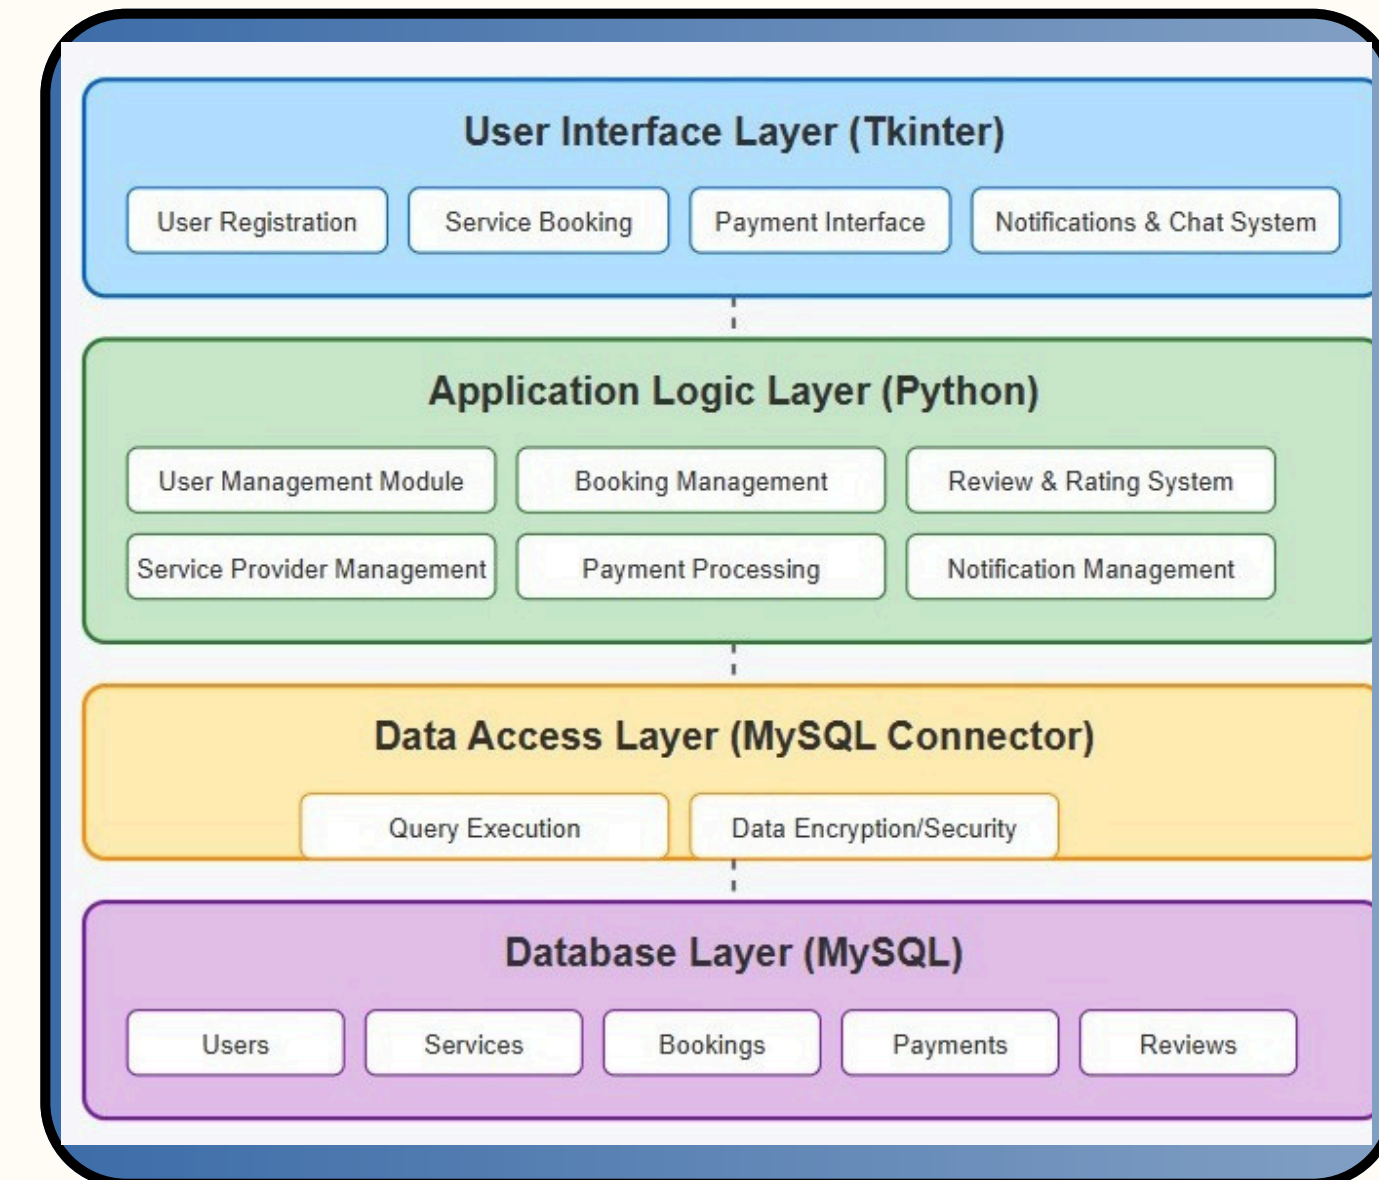 User Interface Layer (Tkinter)
User Registration
Service Booking
Payment Interface
Notifications & Chat System
Application Logic Layer (Python)
User Management Module
Booking Management
Review & Rating System
Service Provider Management
Payment Processing
Notification Management
Data Access Layer (MySQL Connector)
Query Execution
Data Encryption/Security
Database Layer (MySQL)
Users
Services
Bookings
Payments
Reviews